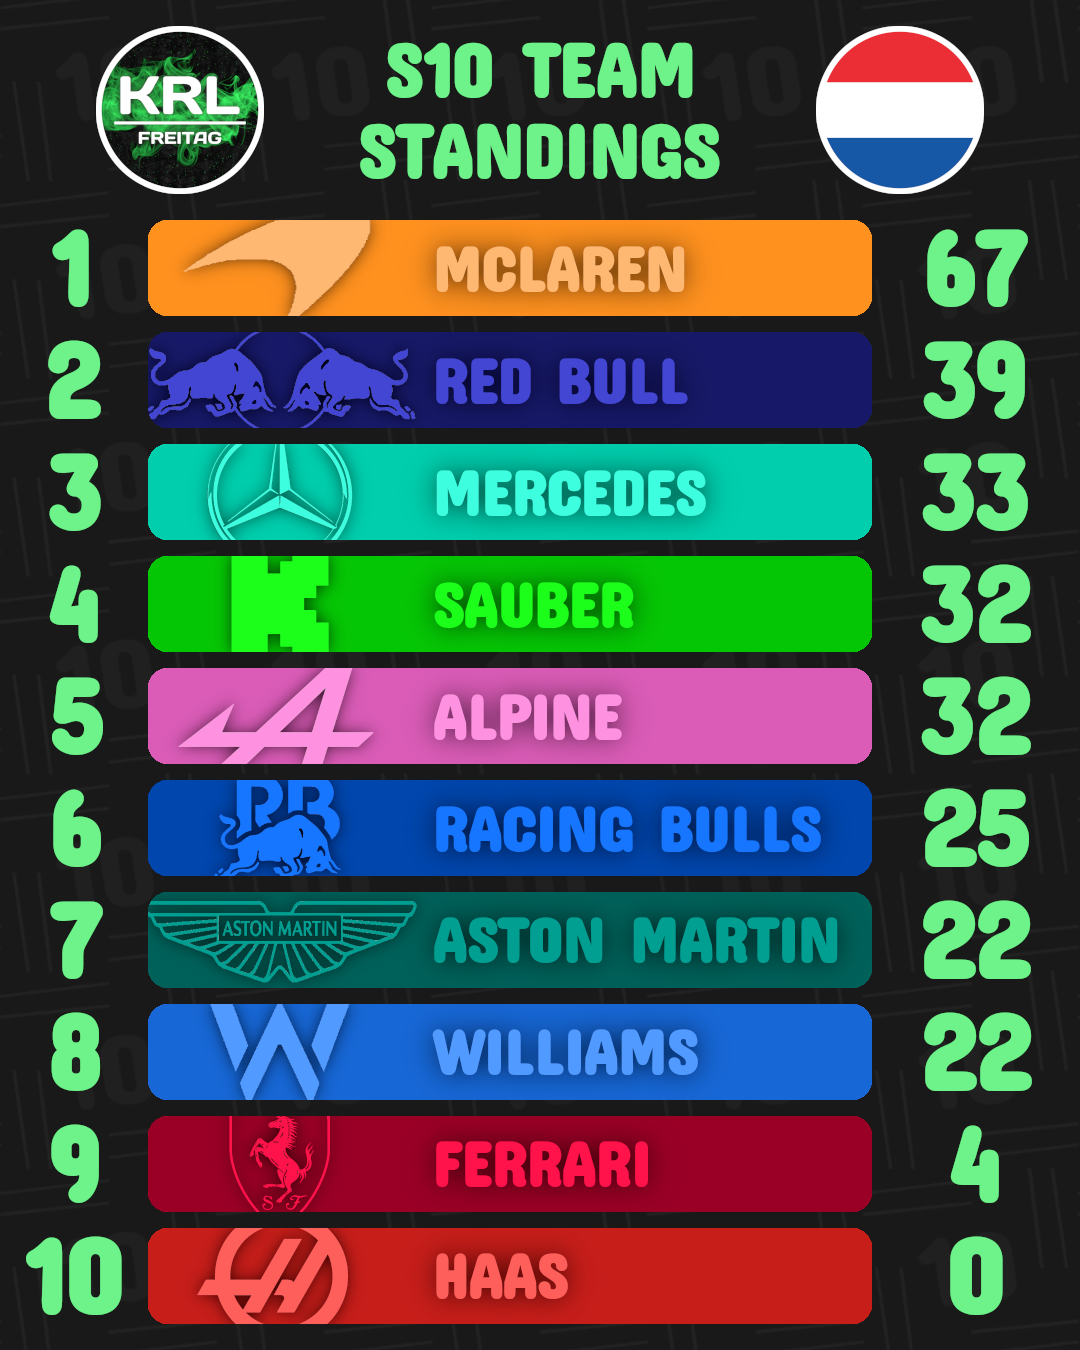 KRL
FREITAG
S10 TEAM
STANDINGS
1 MCLAREN 67
2 RED BULL 39
3 MERCEDES 33
4 SAUBER 32
5 ALPINE 32
6 RB RACING BULLS 25
7 ASTON MARTIN ASTON MARTIN 22
8 WILLIAMS 22
9 S F FERRARI 4
10 HAAS 0